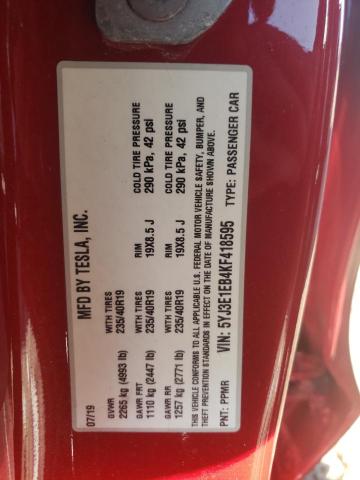 MFD BY TESLA, INC.
07/19
GVWR
2265 kg (4993 lb)
WITH TIRES
235/40R19
RIM
19X8.5 J
COLD TIRE PRESSURE
290 kPa, 42 psi
GAWR FRT
1110 kg (2447 lb)
WITH TIRES
235/40R19
RIM
19X8.5 J
COLD TIRE PRESSURE
290 kPa, 42 psi
GAWR RR
1257 kg (2771 lb)
WITH TIRES
235/40R19
THIS VEHICLE CONFORMS TO ALL APPLICABLE U.S. FEDERAL MOTOR VEHICLE SAFETY, BUMPER, AND
THEFT PREVENTION STANDARDS IN EFFECT ON THE DATE OF MANUFACTURE SHOWN ABOVE.
PNT: PPMR
VIN: 5YJ3E1EB4KF418595
TYPE: PASSENGER CAR